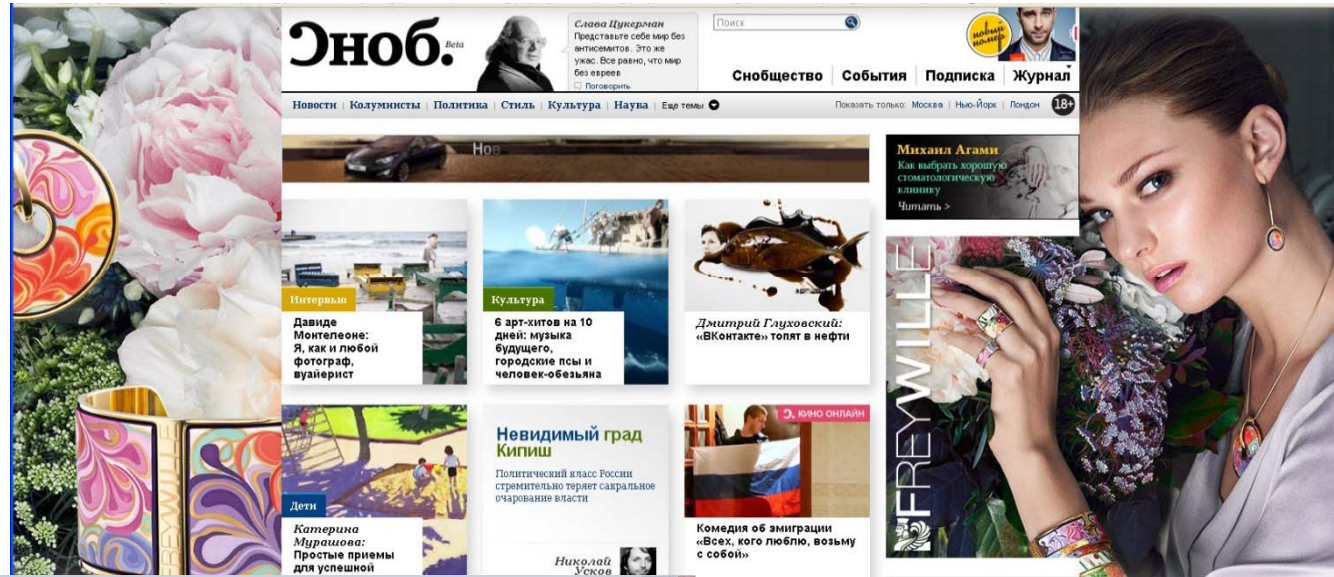 Сноб.
Beta
Слава Цукерман
Представьте себе мир без
антисемитов. Это же
ужас. Все равно, что мир
без евреев
Поговорить
Поиск
новый
номер
Снобщество События Подписка Журнал
Новости | Колумнисты | Политика | Стиль | Культура | Наука | Еще темы
Показать только: Москва | Нью-Йорк | Лондон 18+
Нов
Михаил Агами
Как выбрать хорошую
стоматологическую
клинику
Читать >
Интервью
Давиде
Монтелеоне:
Я, как и любой
фотограф,
вуайерист
Культура
6 арт-хитов на 10
дней: музыка
будущего,
городские псы и
человек-обезьяна
Дмитрий Глуховский:
«ВКонтакте» топят в нефти
Дети
Катерина
Мурашова:
Простые приемы
для успешной
Невидимый град
Кипиш
Политический класс России
стремительно теряет сакральное
очарование власти
Николай
Усков
КИНО ОНЛАЙН
Комедия об эмиграции
«Всех, кого люблю, возьму
с собой»
FREYWILLE
FREYWILLE